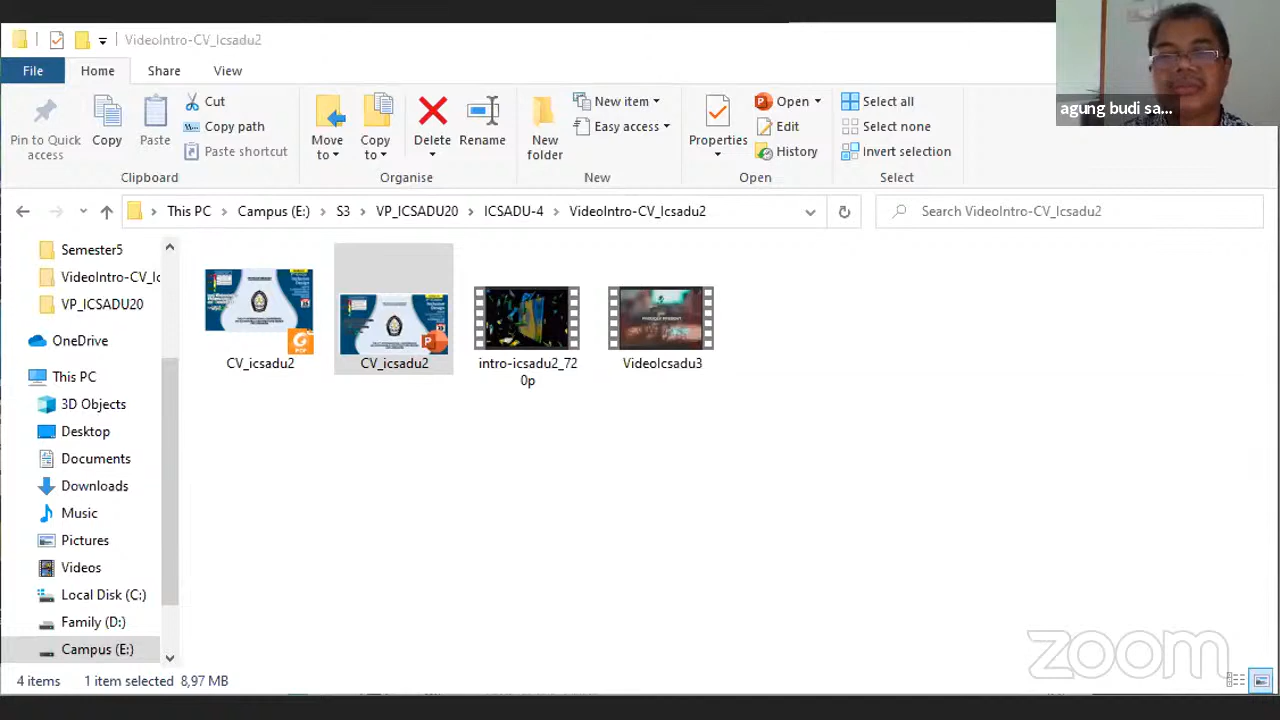 VideoIntro-CV_Icsadu2
File Home Share View
Pin to Quick access
Copy
Paste
Cut
Copy path
Paste shortcut
Clipboard
Move to
Copy to
Delete
Rename
Organise
New folder
New item
Easy access
New
Properties
Open
Edit
History
Open
Select all
Select none
Invert selection
Select
agung budi sa...
This PC > Campus (E:) > S3 > VP_ICSADU20 > ICSADU-4 > VideoIntro-CV_Icsadu2
Search VideoIntro-CV_Icsadu2
Semester5
VideoIntro-CV_Ic
VP_ICSADU20
OneDrive
This PC
3D Objects
Desktop
Documents
Downloads
Music
Pictures
Videos
Local Disk (C:)
Family (D:)
Campus (E:)
PDF
CV_icsadu2
CV_icsadu2
intro-icsadu2_72
0p
VideoIcsadu3
zoom
4 items 1 item selected 8,97 MB